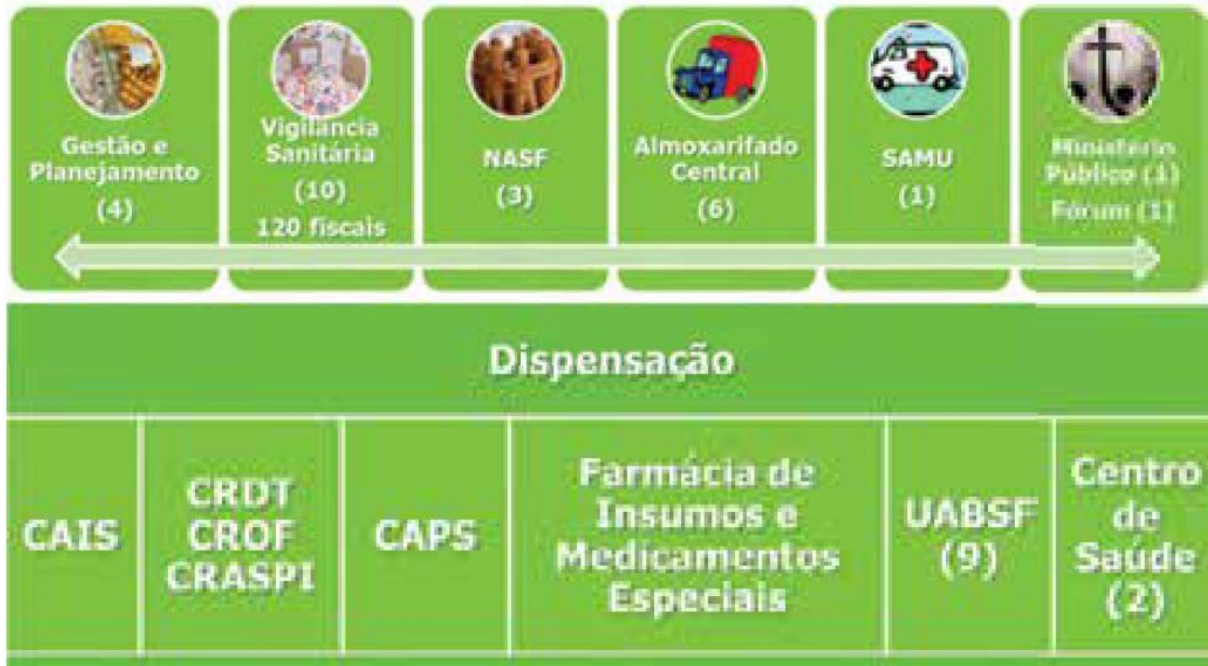 Gestão e
Planejamento
(4)
Vigilância
Sanitária
(10)
120 fiscais
NASF
(3)
Almoxarifado
Central
(6)
SAMU
(1)
Ministério
Público (1)
Fórum (1)
Dispensação
CAIS
CRDT
CROF
CRASPI
CAPS
Farmácia de
Insumos e
Medicamentos
Especiais
UABSF
(9)
Centro
de
Saúde
(2)